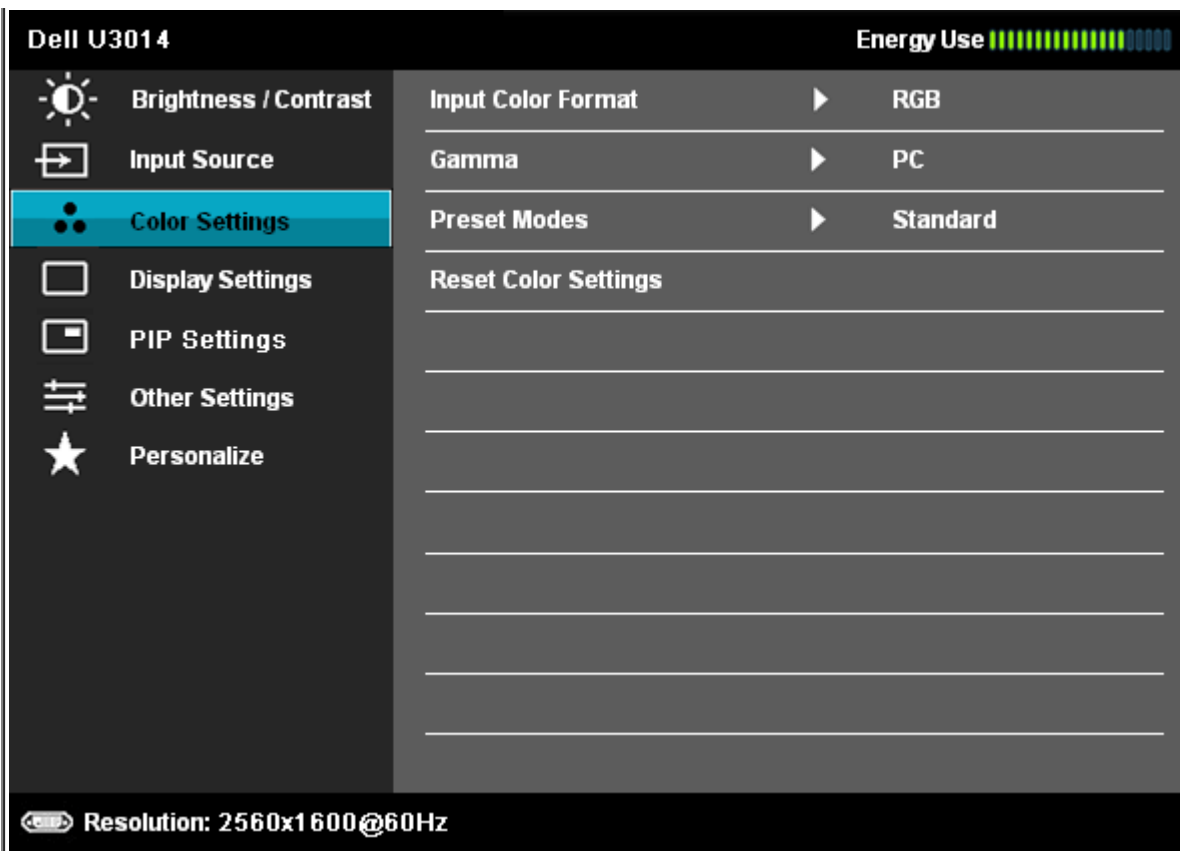 Dell U3014 Energy Use
Brightness / Contrast
Input Source
Color Settings
Display Settings
PIP Settings
Other Settings
Personalize
Input Color Format RGB
Gamma PC
Preset Modes Standard
Reset Color Settings
Resolution: 2560x1600@60Hz